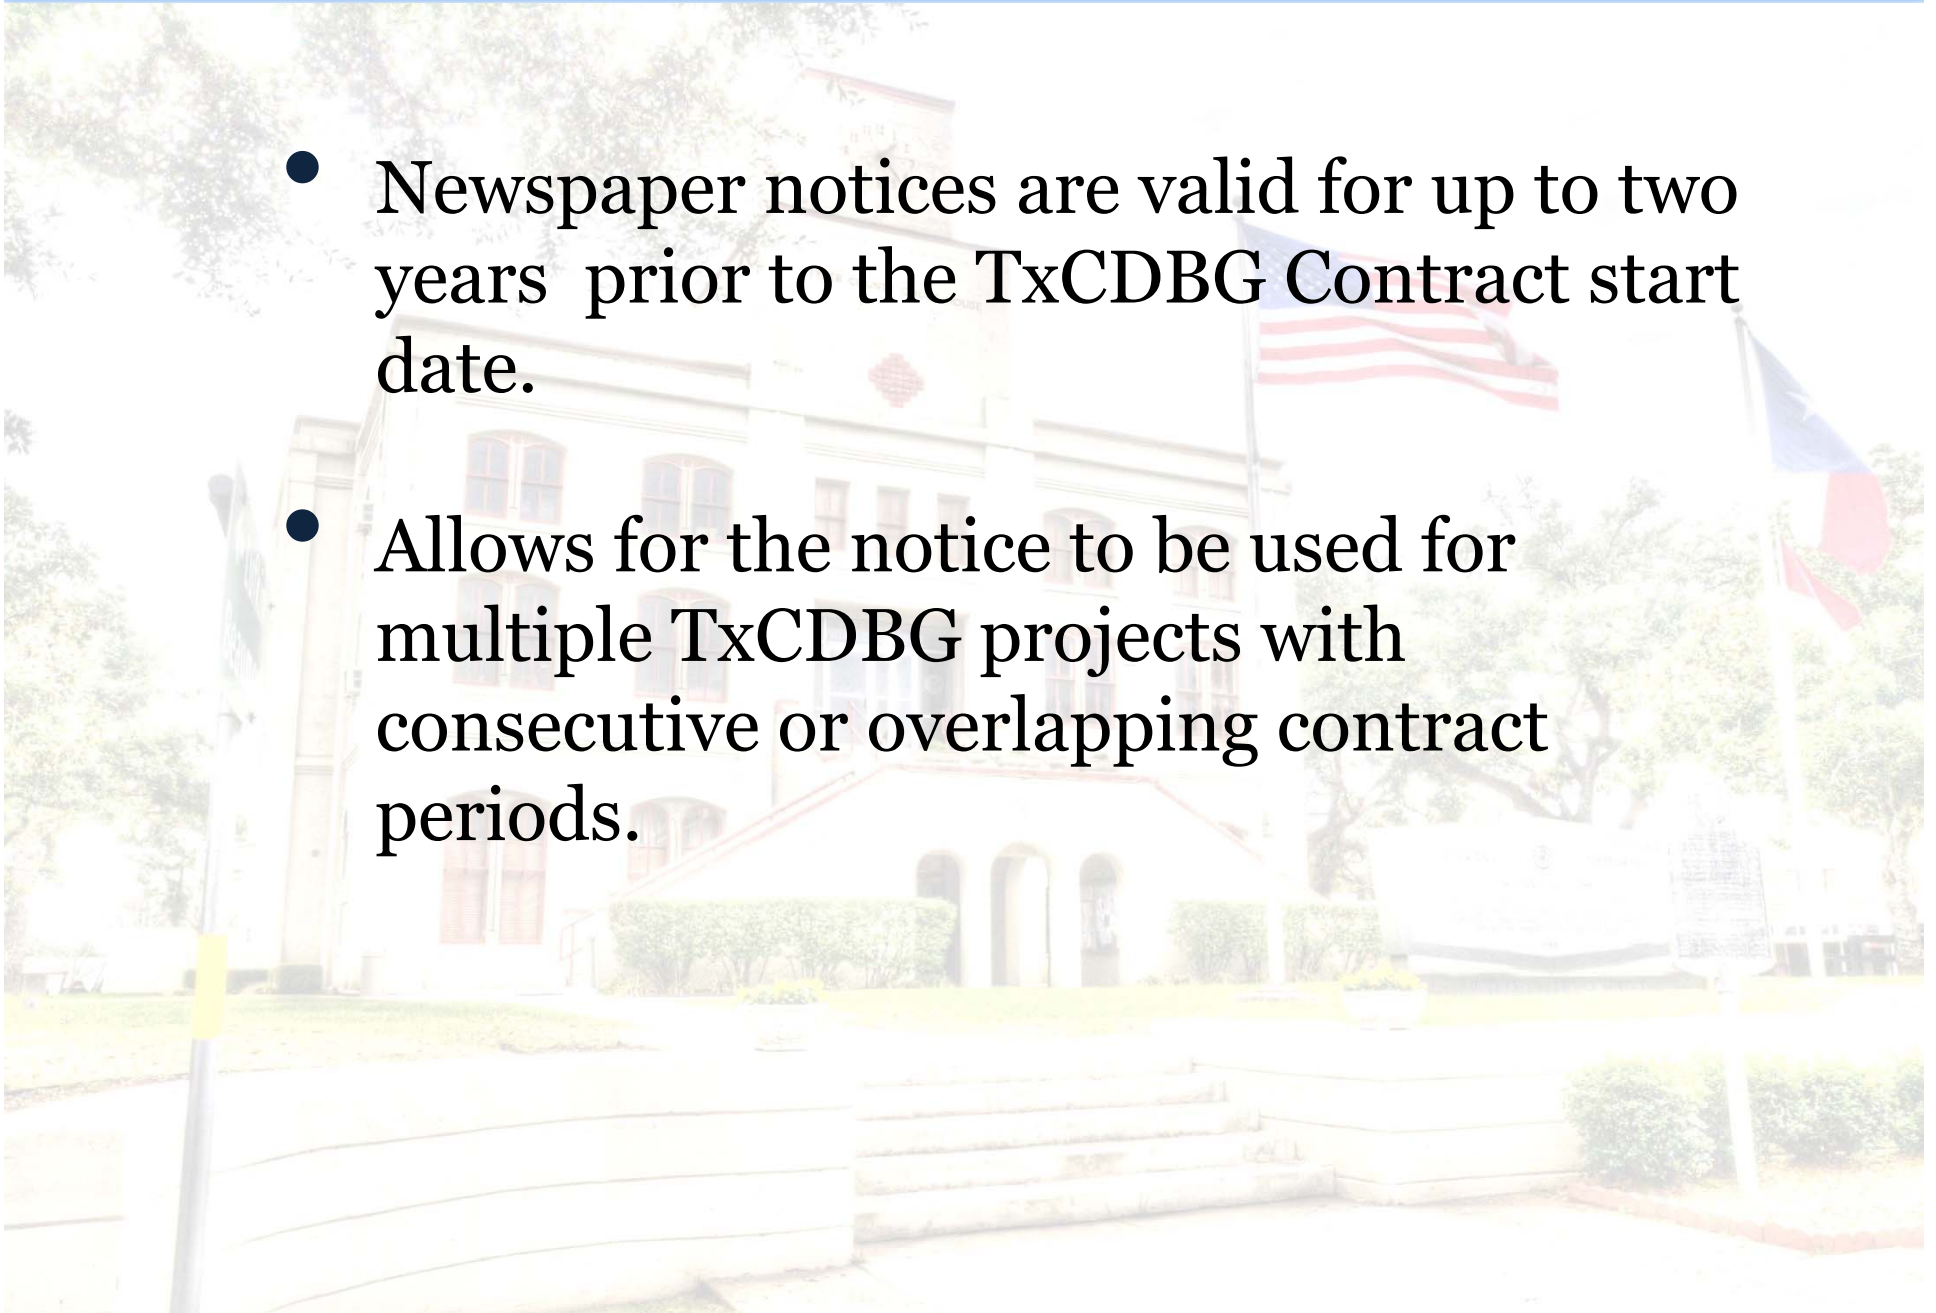 • Newspaper notices are valid for up to two
years  prior to the TxCDBG Contract start
date.
• Allows for the notice to be used for
multiple TxCDBG projects with
consecutive or overlapping contract
periods.